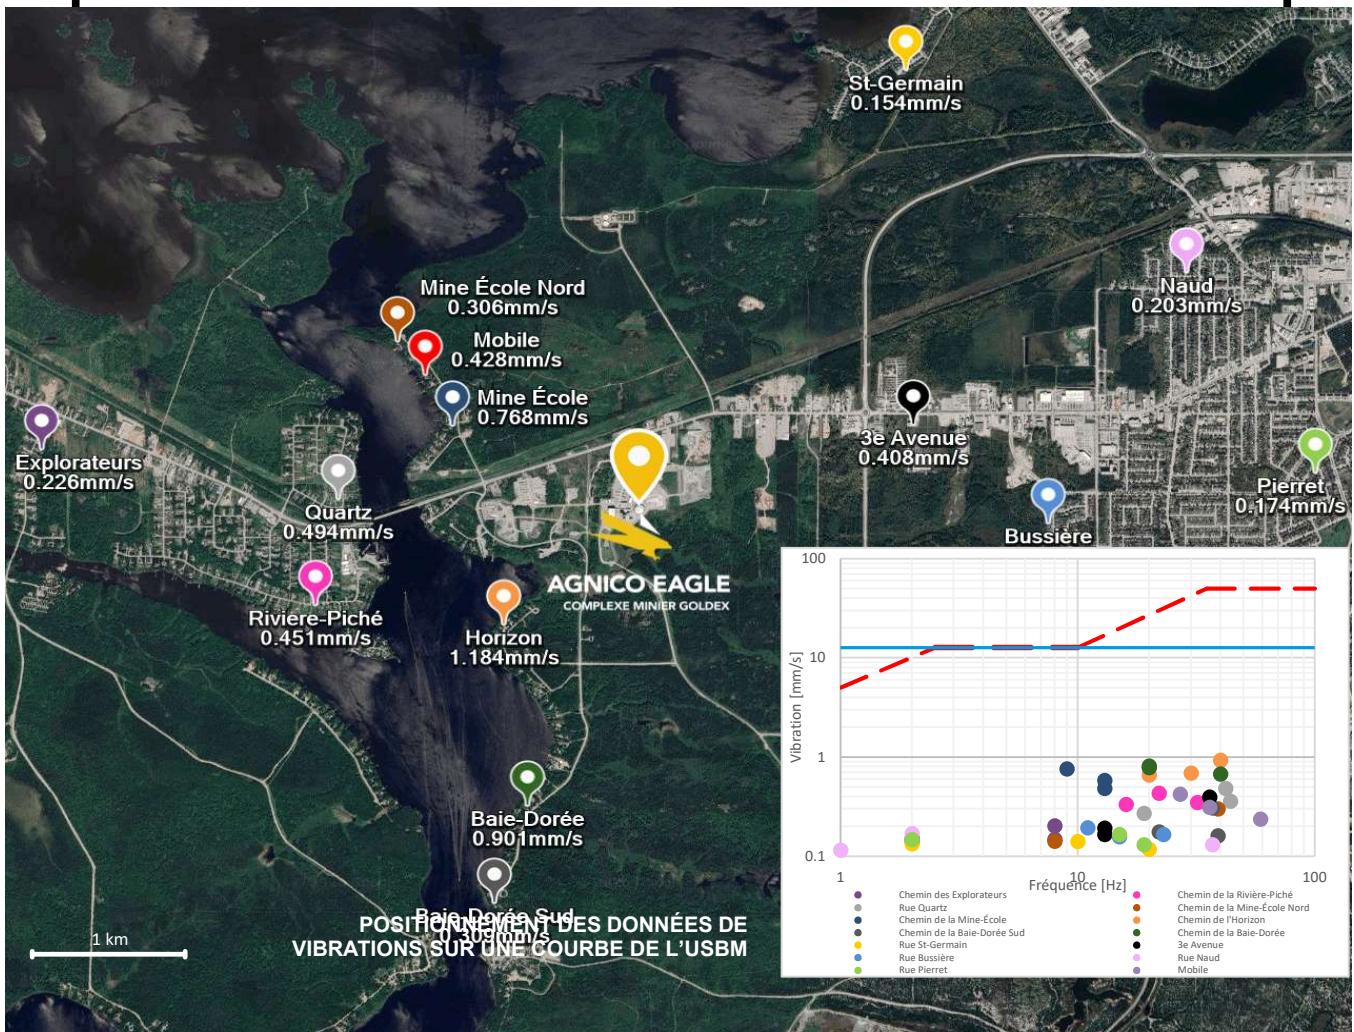 St-Germain
0.154mm/s
Naud
0.203mm/s
Mine École Nord
0.306mm/s
Mobile
0.428mm/s
Mine École
0.768mm/s
3e Avenue
0.408mm/s
Explorateurs
0.226mm/s
Quartz
0.494mm/s
Pierret
0.174mm/s
Bussière
AGNICO EAGLE
COMPLEXE MINIER GOLDEX
Riviere-Piché
0.451mm/s
Horizon
1.184mm/s
Baie-Dorée
0.901mm/s
Baie-Dorée Sud
0.309mm/s
POSITIONNEMENT DES DONNÉES DE
VIBRATIONS SUR UNE COURBE DE L'USBM
1 km
100
10
1
0.1
Vibration [mm/s]
1
10
100
Fréquence [Hz]
Chemin des Explorateurs
Chemin de la Rivière-Piché
Rue Quartz
Chemin de la Mine-École Nord
Chemin de la Mine-École
Chemin de l'Horizon
Chemin de la Baie-Dorée Sud
Chemin de la Baie-Dorée
Rue St-Germain
3e Avenue
Rue Bussière
Rue Naud
Rue Pierret
Mobile